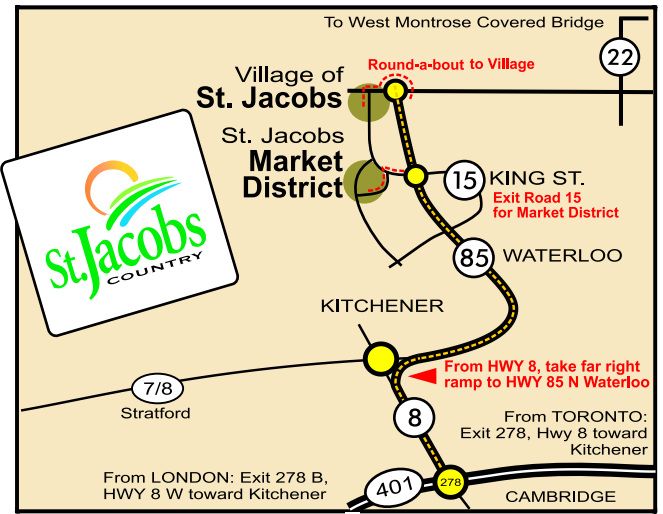 To West Montrose Covered Bridge
22
Round-a-bout to Village
Village of
St. Jacobs
St. Jacobs
Market
District
15
KING ST.
Exit Road 15
for Market District
St.Jacobs
COUNTRY
85
WATERLOO
KITCHENER
From HWY 8, take far right
ramp to HWY 85 N Waterloo
7/8
Stratford
8
From TORONTO:
Exit 278, Hwy 8 toward
Kitchener
From LONDON: Exit 278 B,
HWY 8 W toward Kitchener
401
278
CAMBRIDGE